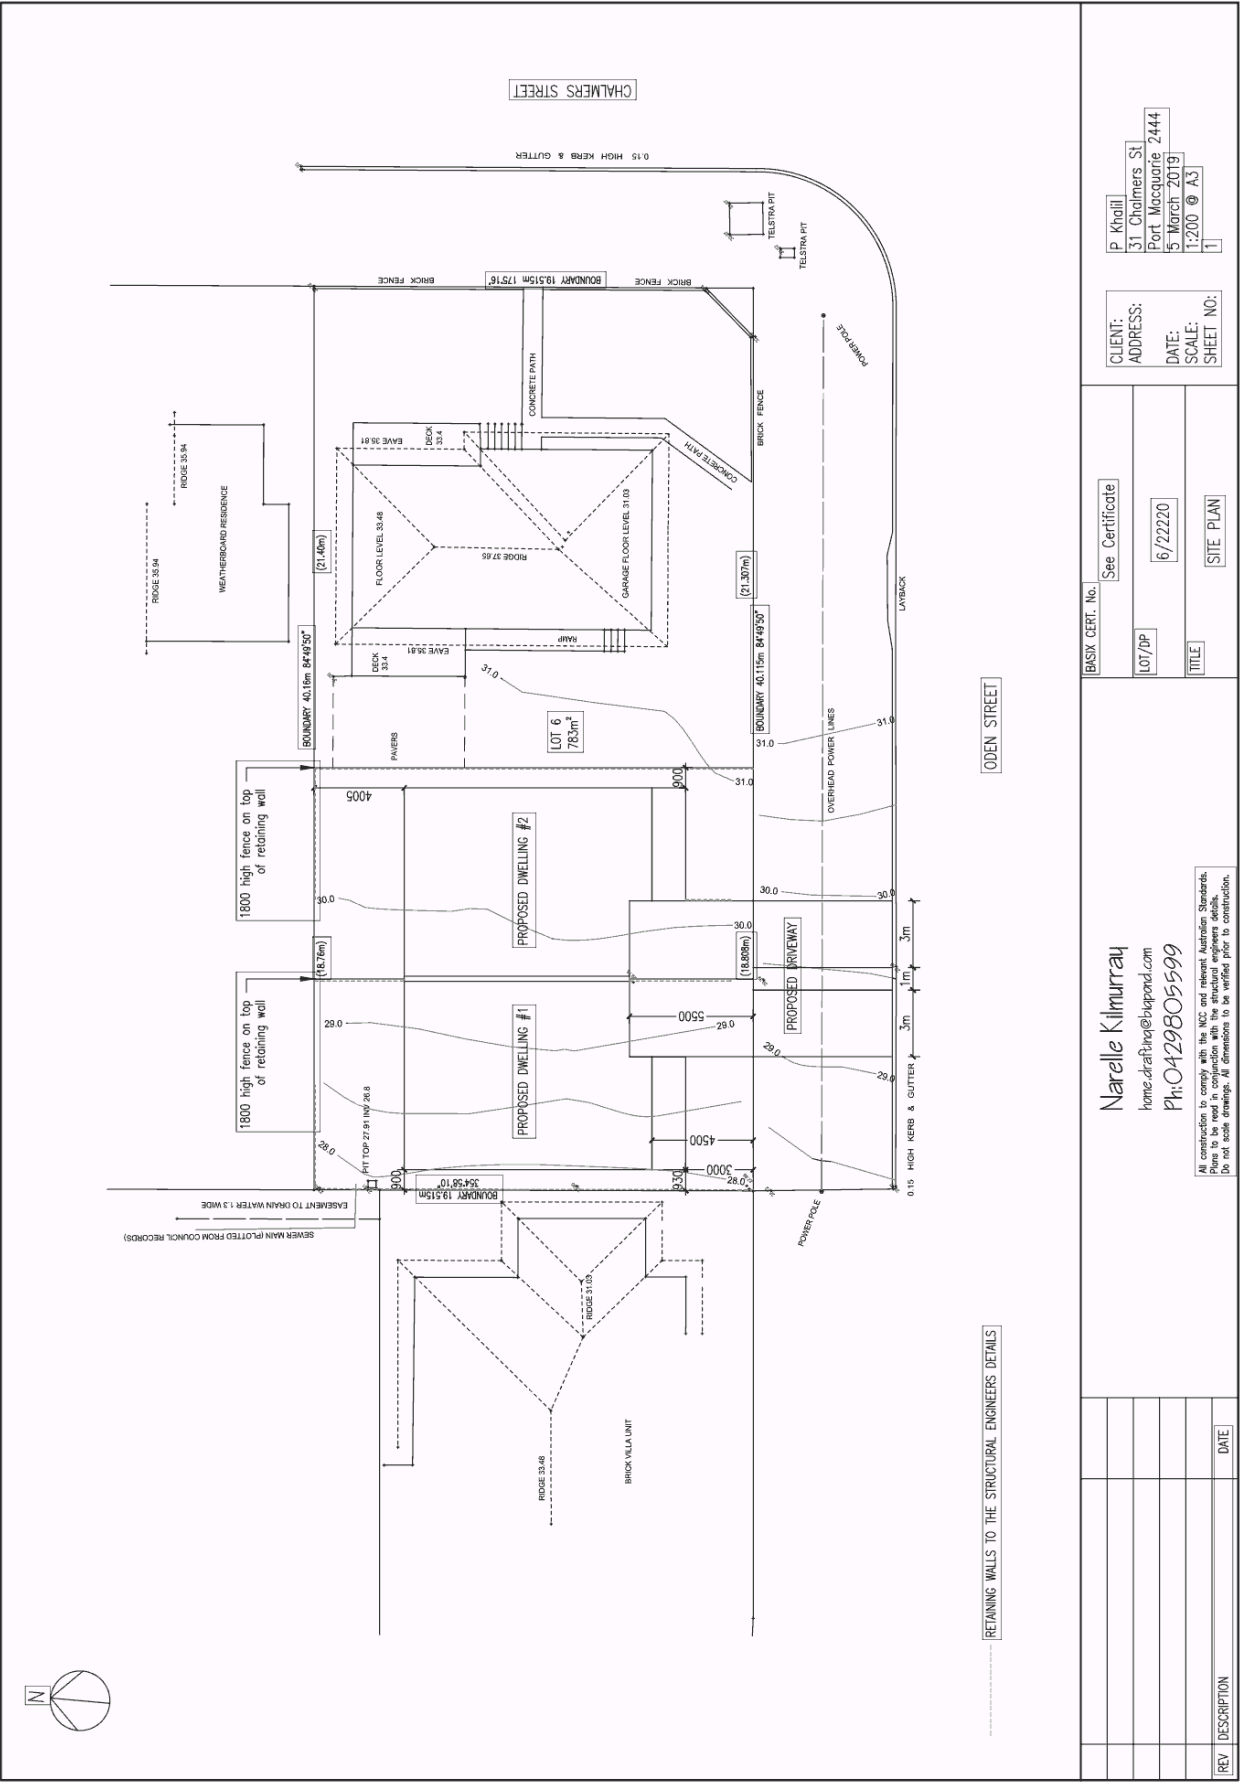 N
CHALMERS STREET
0.15 HIGH KERB & GUTTER
TELSTRA PIT
TELSTRA PIT
POWER POLE
BRICK FENCE
BOUNDARY 19.515m 175°16"
BRICK FENCE
BRICK FENCE
CONCRETE PATH
CONCRETE PATH
RIDGE 35.94
RIDGE 35.94
WEATHERBOARD RESIDENCE
(21.40m)
BOUNDARY 40.16m 84°49'50"
EAVE 35.81
DECK
33.4
FLOOR LEVEL 33.48
RIDGE 37.65
GARAGE FLOOR LEVEL 31.03
RAMP
EAVE 35.81
DECK
33.4
(21.307m)
BOUNDARY 40.115m 84°49'50"
LAYBACK
31.0
LOT 6
783m²
PAVERS
31.0
31.0
31.0
OVERHEAD POWER LINES
ODEN STREET
1800 high fence on top
of retaining wall
4005
900
PROPOSED DWELLING #2
30.0
30.0
30.0
30.0
(18.76m)
(18.808m)
1800 high fence on top
of retaining wall
PROPOSED DWELLING #1
PROPOSED DRIVEWAY
5500
3m
1m
3m
29.0
29.0
29.0
29.0
4500
3000
900
930
28.0
28.0
PIT TOP 27.91 INV 26.8
BOUNDARY 19.515m
354°58'10"
0.15 HIGH KERB & GUTTER
POWER POLE
EASEMENT TO DRAIN WATER 1.3 WIDE
SEWER MAIN (PLOTTED FROM COUNCIL RECORDS)
RIDGE 31.03
RIDGE 33.48
BRICK VILLA UNIT
RETAINING WALLS TO THE STRUCTURAL ENGINEERS DETAILS
REV
DESCRIPTION
DATE
Narelle Kilmurray
home.drafting@bigpond.com
Ph:0429805599
All construction to comply with the NCC and relevant Australian Standards.
Plans to be read in conjunction with the structural engineers details.
Do not scale drawings. All dimensions to be verified prior to construction.
BASIX CERT. No.
See Certificate
LOT/DP
6/22220
TITLE
SITE PLAN
CLIENT: P Khalil
ADDRESS: 31 Chalmers St
Port Macquarie 2444
DATE: 5 March 2019
SCALE: 1:200 @ A3
SHEET NO: 1